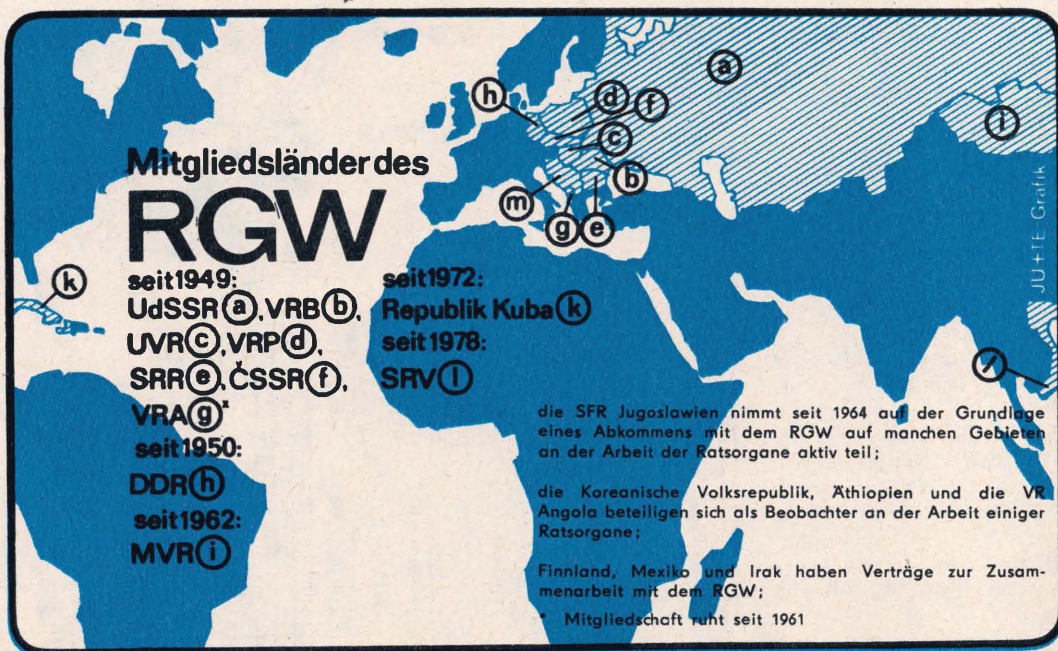 Mitgliedsländer des
RGW
seit 1949:
UdSSR(a), VRB(b),
UVR(c), VRP(d),
SRR(e), ČSSR(f),
VRA(g)*
seit 1950:
DDR(h)
seit 1962:
MVR(i)
seit 1972:
Republik Kuba(k)
seit 1978:
SRV(l)
die SFR Jugoslawien nimmt seit 1964 auf der Grundlage
eines Abkommens mit dem RGW auf manchen Gebieten
an der Arbeit der Ratsorgane aktiv teil;
die Koreanische Volksrepublik, Äthiopien und die VR
Angola beteiligen sich als Beobachter an der Arbeit einiger
Ratsorgane;
Finnland, Mexiko und Irak haben Verträge zur Zusam-
menarbeit mit dem RGW;
* Mitgliedschaft ruht seit 1961
a
h
d
f
c
b
m
g
e
i
k
l
JU+TE Grafik